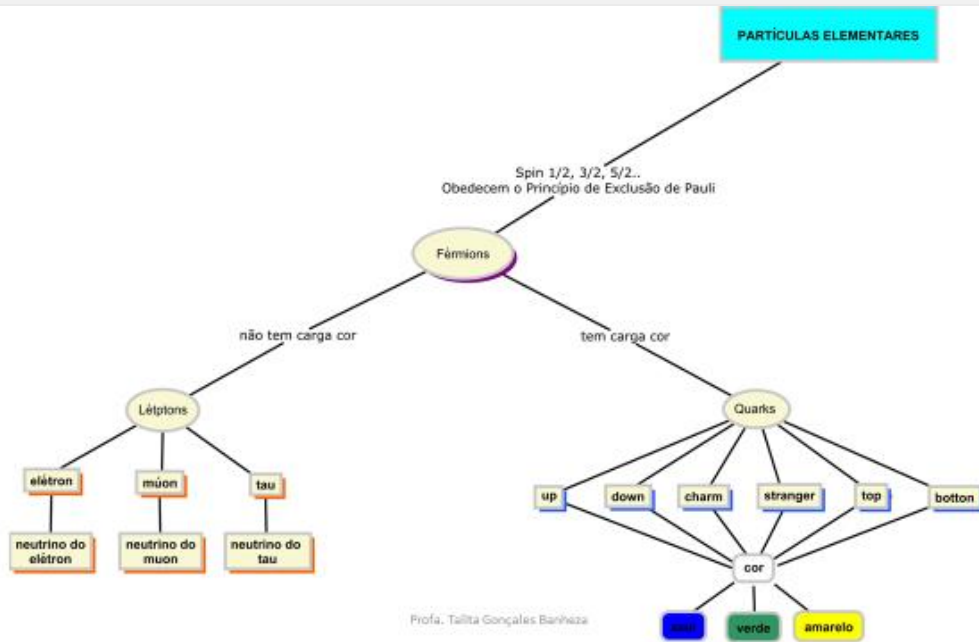 PARTÍCULAS ELEMENTARES
Spin 1/2, 3/2, 5/2..
Obedecem o Princípio de Exclusão de Pauli
Férmions
não tem carga cor
tem carga cor
Létptons
Quarks
elétron
múon
tau
up
down
charm
stranger
top
botton
neutrino do
elétron
neutrino do
muon
neutrino do
tau
cor
azul
verde
amarelo
Profa. Talita Gonçales Banheza